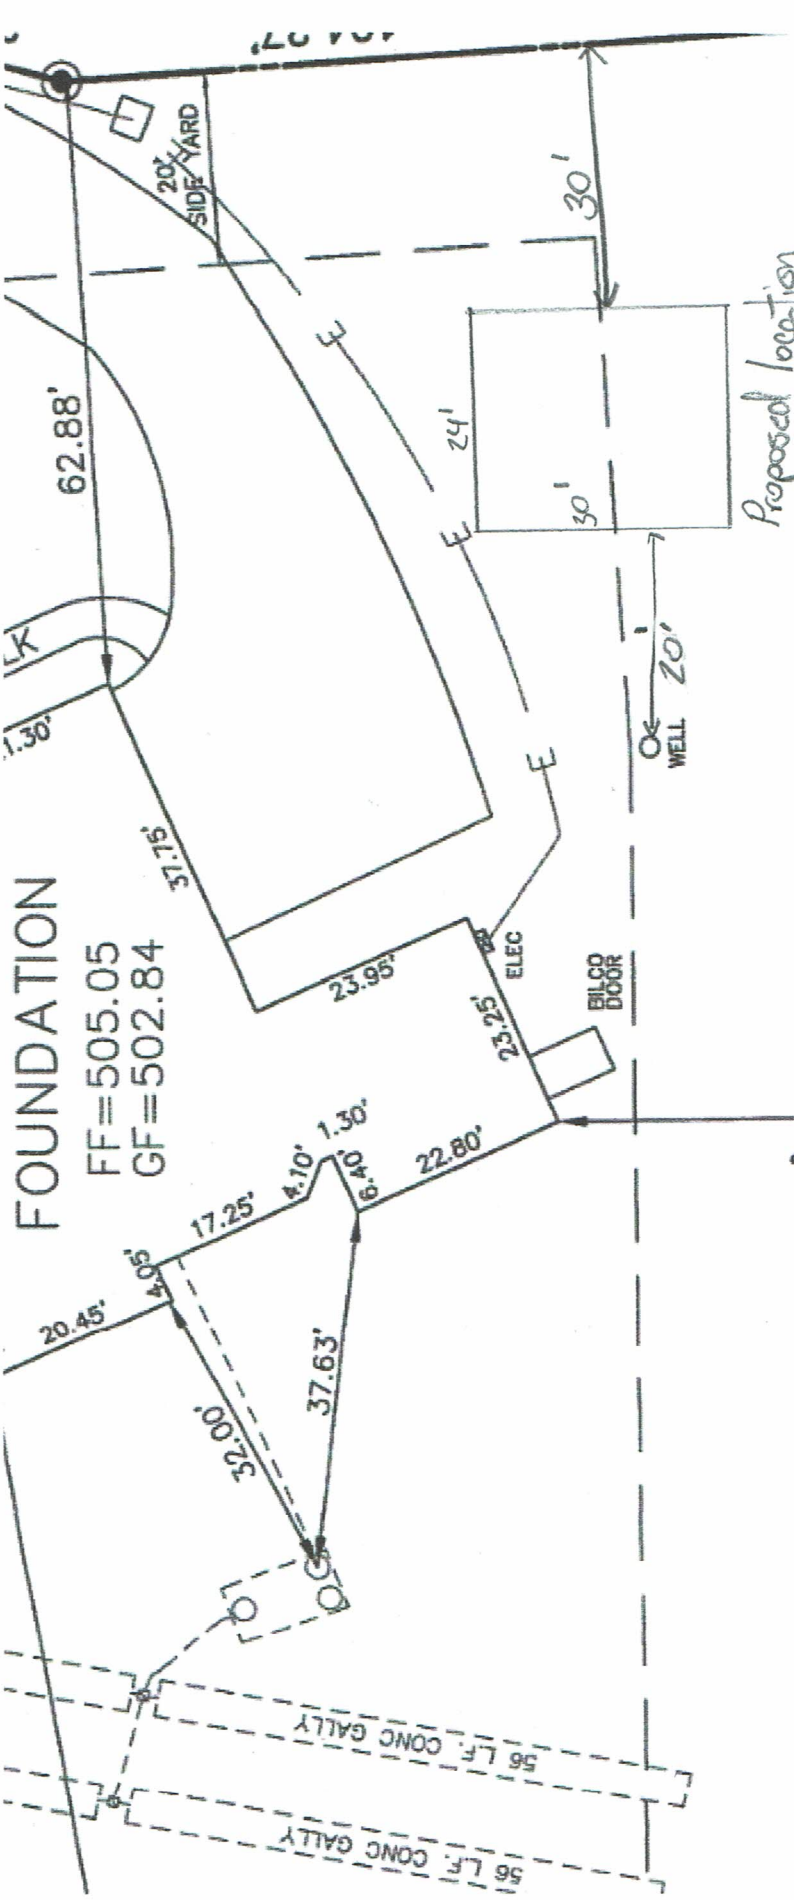 20'
SIDE YARD
30'
62.88'
24'
30'
Proposed location
20'
WELL
E
E
E
LK
1.30'
37.75'
FOUNDATION
FF=505.05
GF=502.84
23.95'
ELEC
23.25'
BILCO
DOOR
1.30'
4.10'
6.40'
22.80'
17.25'
4.05'
20.45'
32.00'
37.63'
56 L.F. CONC GALLY
56 L.F. CONC GALLY